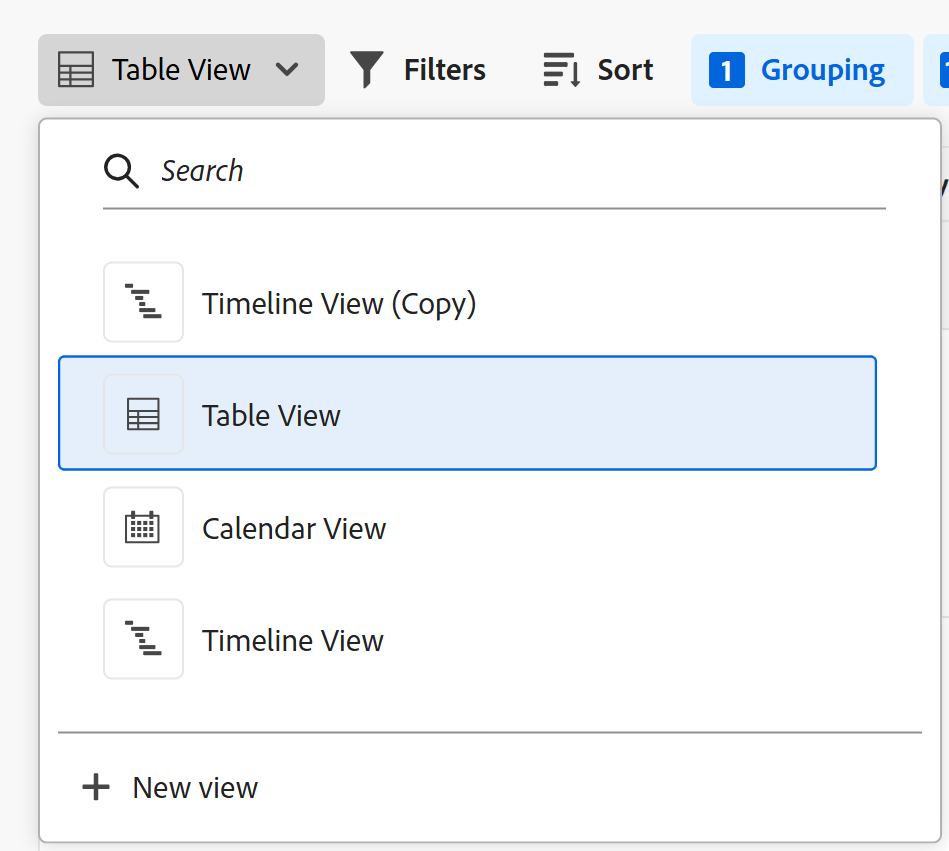 Table View Filters Sort 1 Grouping
Search
Timeline View (Copy)
Table View
Calendar View
Timeline View
New view